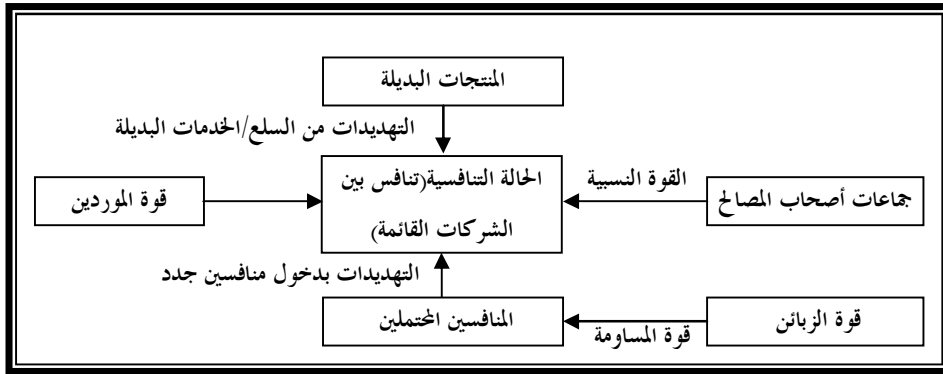 المنتجات البديلة
التهديدات من السلع/الخدمات البديلة
الحالة التنافسية(تنافس بين
الشركات القائمة)
القوة النسبية
جماعات أصحاب المصالح
قوة الموردين
التهديدات بدخول منافسين جدد
المنافسين المحتملين
قوة المساومة
قوة الزبائن